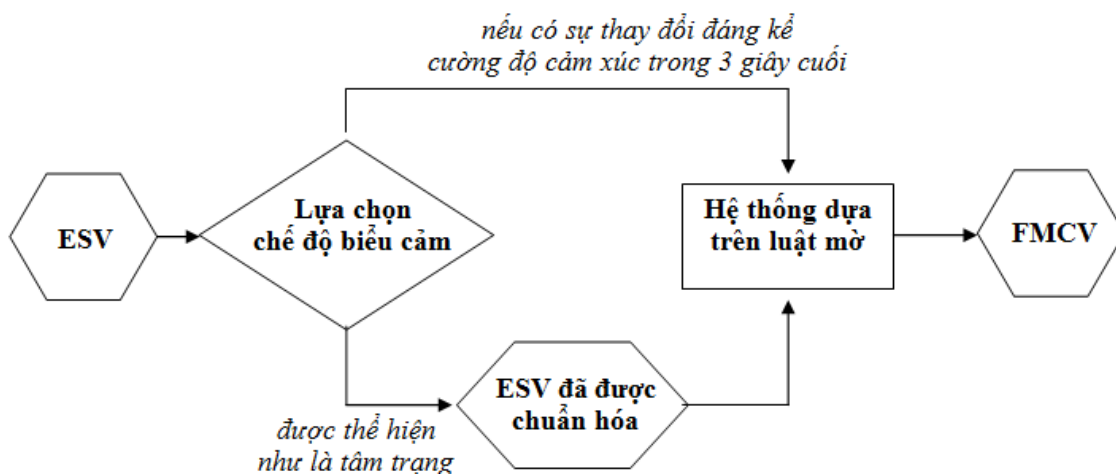 nếu có sự thay đổi đáng kể
cường độ cảm xúc trong 3 giây cuối
ESV
Lựa chọn
chế độ biểu cảm
Hệ thống dựa
trên luật mờ
FMCV
ESV đã được
chuẩn hóa
được thể hiện
như là tâm trạng